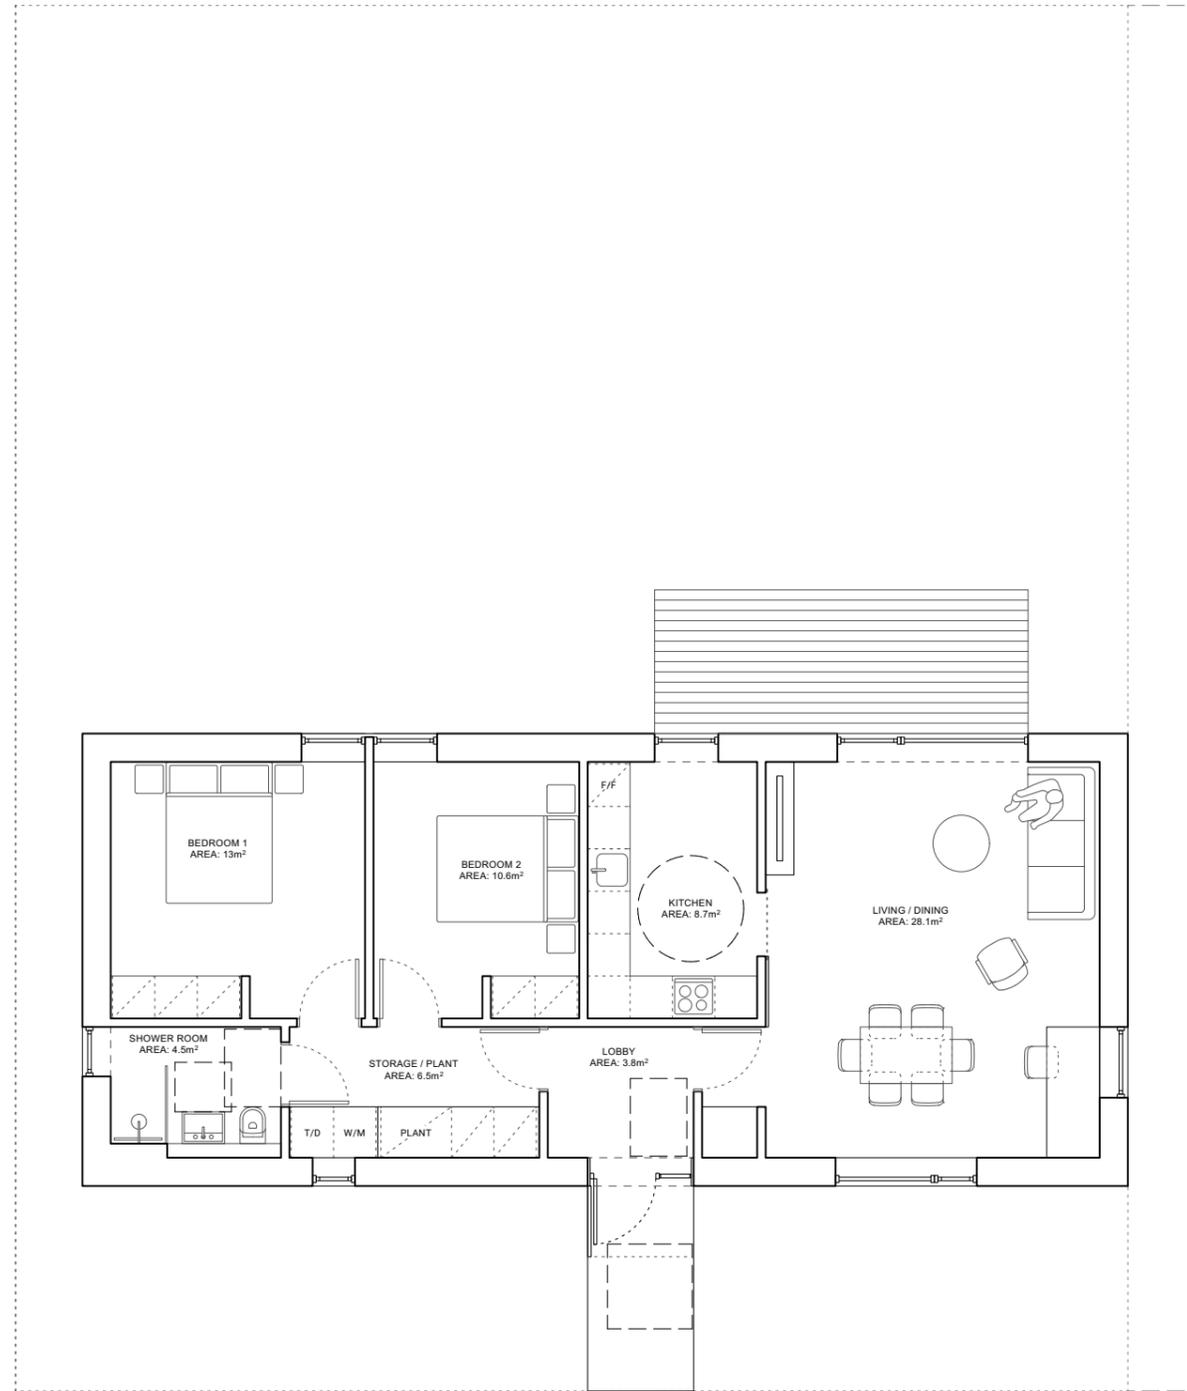 F/F
BEDROOM 1
AREA: 13m²
BEDROOM 2
AREA: 10.6m²
KITCHEN
AREA: 8.7m²
LIVING / DINING
AREA: 28.1m²
SHOWER ROOM
AREA: 4.5m²
STORAGE / PLANT
AREA: 6.5m²
LOBBY
AREA: 3.8m²
T/D
W/M
PLANT